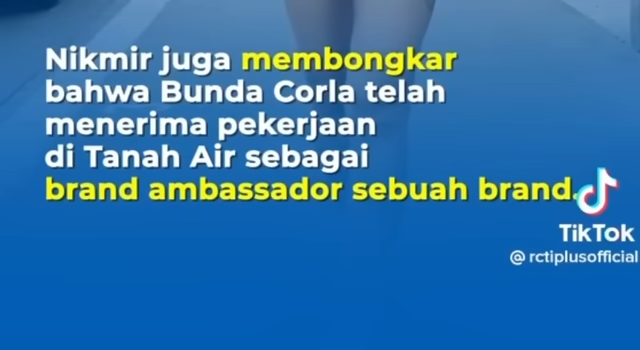 Nikmir juga membongkar
bahwa Bunda Corla telah
menerima pekerjaan
di Tanah Air sebagai
brand ambassador sebuah brand.
TikTok
@ rctiplusofficial